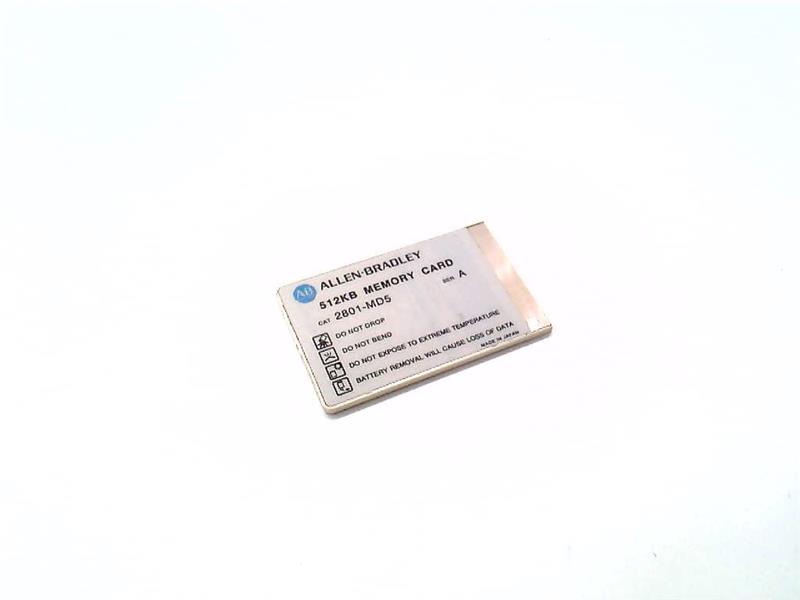 AB ALLEN-BRADLEY
512KB MEMORY CARD
CAT 2801-MD5 SER A
DO NOT DROP
DO NOT BEND
DO NOT EXPOSE TO EXTREME TEMPERATURE
BATTERY REMOVAL WILL CAUSE LOSS OF DATA
MADE IN JAPAN